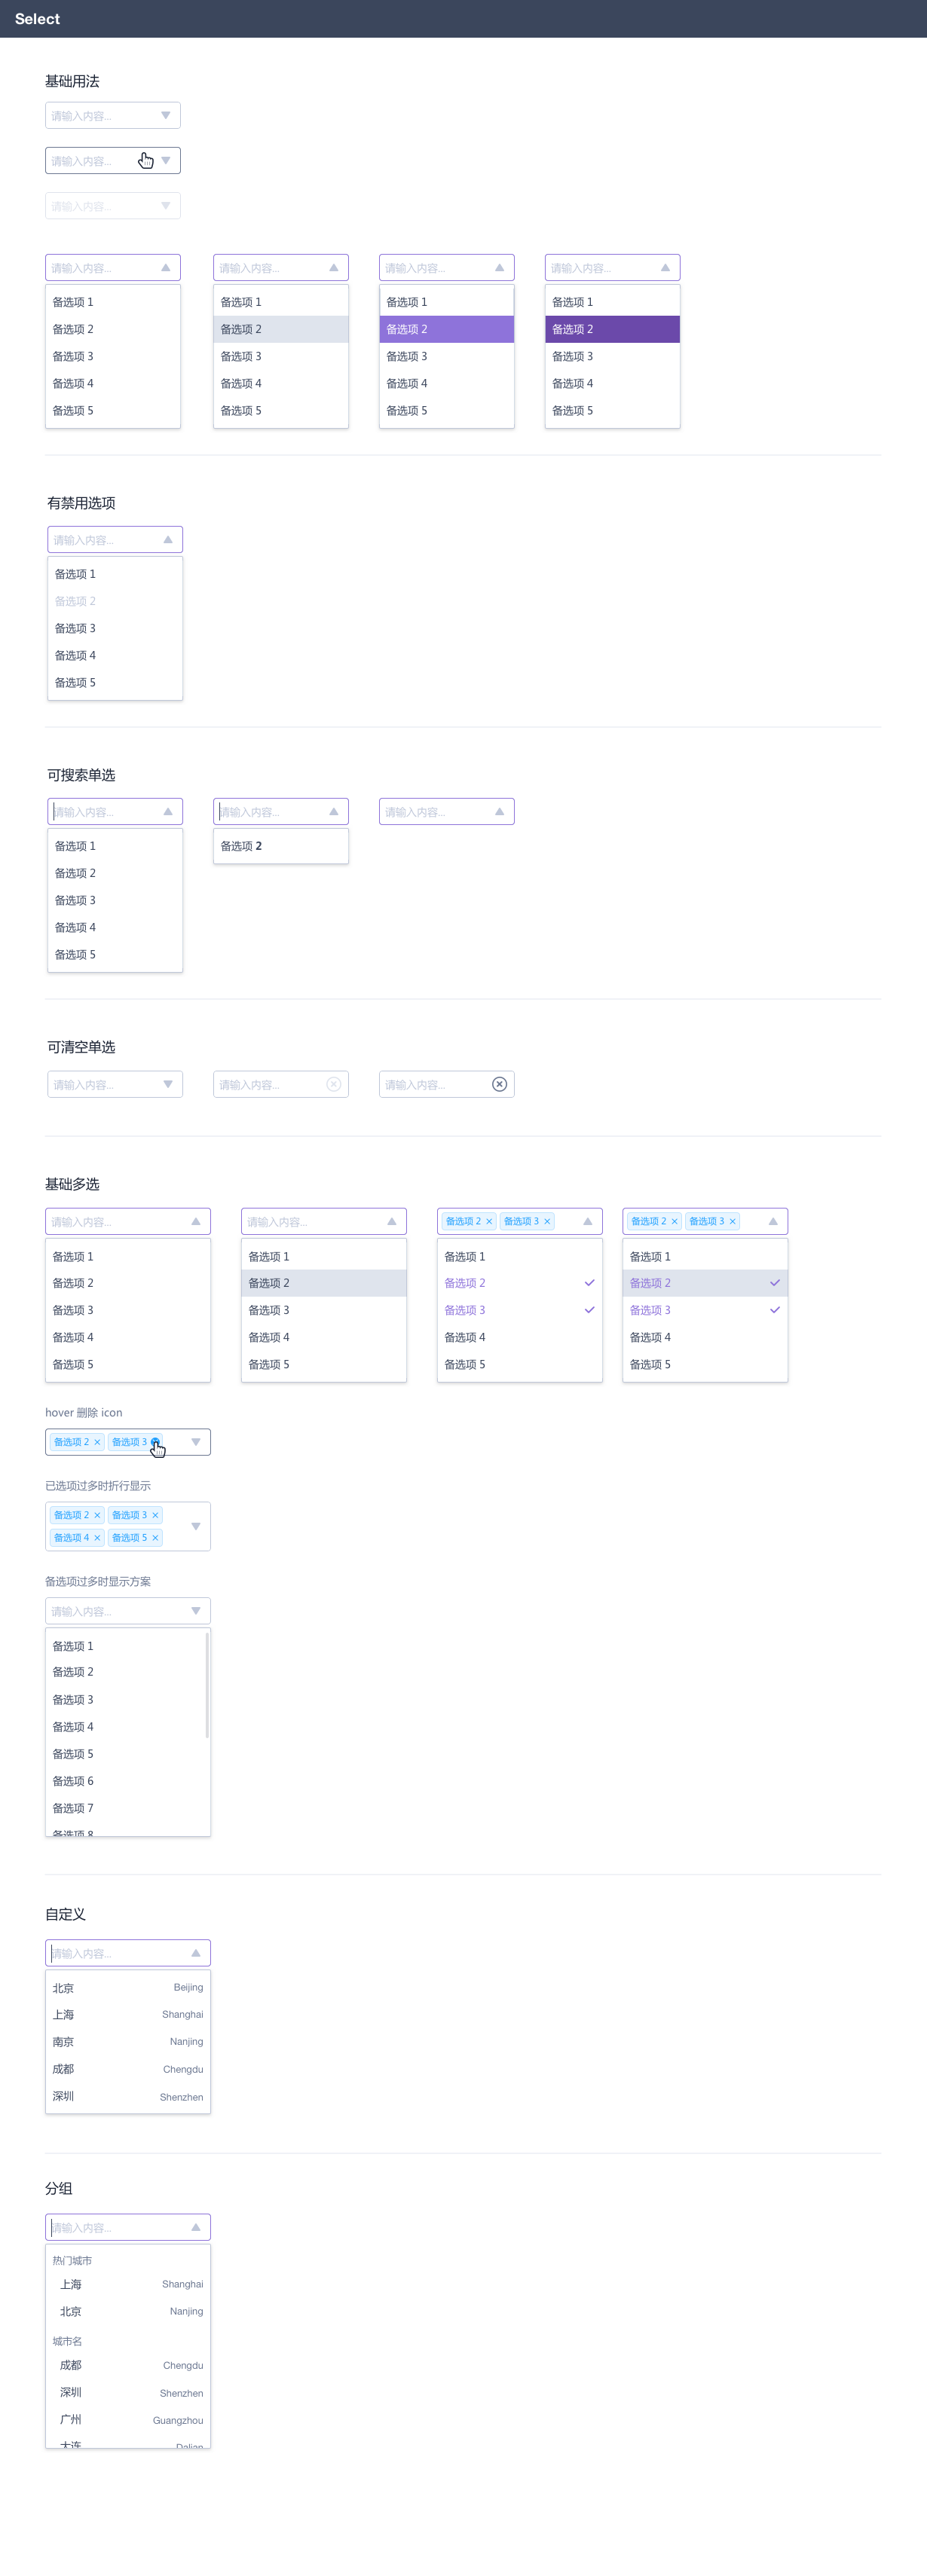 Select
基础用法
请输入内容...
请输入内容...
请输入内容...
请输入内容... 请输入内容... 请输入内容... 请输入内容...
备选项 1 备选项 1 备选项 1 备选项 1
备选项 2 备选项 2 备选项 2 备选项 2
备选项 3 备选项 3 备选项 3 备选项 3
备选项 4 备选项 4 备选项 4 备选项 4
备选项 5 备选项 5 备选项 5 备选项 5
有禁用选项
请输入内容...
备选项 1
备选项 2
备选项 3
备选项 4
备选项 5
可搜索单选
请输入内容... 请输入内容... 请输入内容...
备选项 1 备选项 2
备选项 2
备选项 3
备选项 4
备选项 5
可清空单选
请输入内容... 请输入内容... 请输入内容...
基础多选
请输入内容... 请输入内容... 备选项 2 备选项 3 备选项 2 备选项 3
备选项 1 备选项 1 备选项 1 备选项 1
备选项 2 备选项 2 备选项 2 备选项 2
备选项 3 备选项 3 备选项 3 备选项 3
备选项 4 备选项 4 备选项 4 备选项 4
备选项 5 备选项 5 备选项 5 备选项 5
hover 删除 icon
备选项 2 备选项 3
已选项过多时折行显示
备选项 2 备选项 3
备选项 4 备选项 5
备选项过多时显示方案
请输入内容...
备选项 1
备选项 2
备选项 3
备选项 4
备选项 5
备选项 6
备选项 7
备选项 8
自定义
请输入内容...
北京 Beijing
上海 Shanghai
南京 Nanjing
成都 Chengdu
深圳 Shenzhen
分组
请输入内容...
热门城市
上海 Shanghai
北京 Nanjing
城市名
成都 Chengdu
深圳 Shenzhen
广州 Guangzhou
大连 Dalian